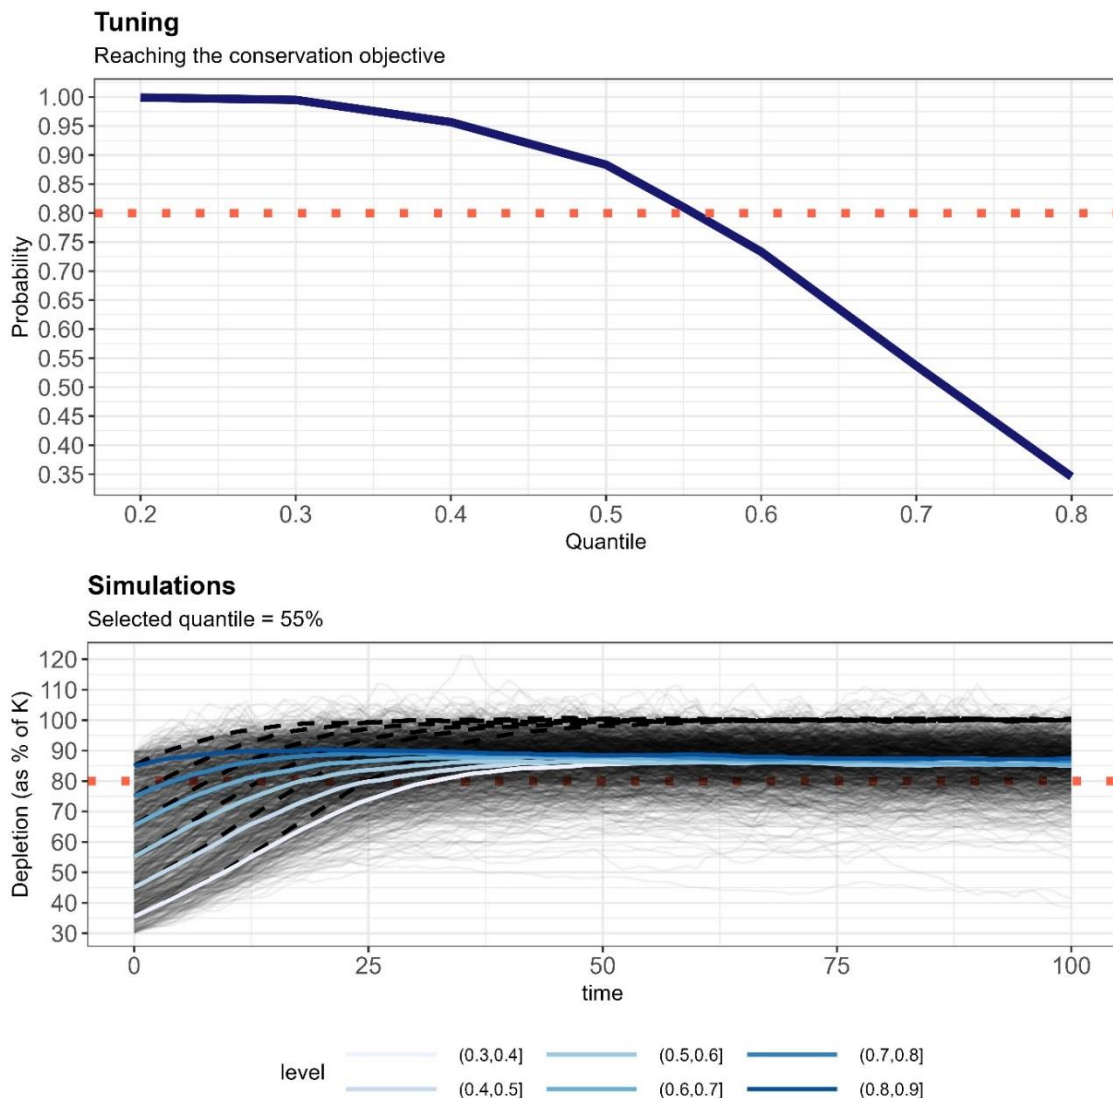 Tuning
Reaching the conservation objective
1.00
0.95
0.90
0.85
0.80
0.75
0.70
0.65
0.60
0.55
0.50
0.45
0.40
0.35
Probability
0.2 0.3 0.4 0.5 0.6 0.7 0.8
Quantile
Simulations
Selected quantile = 55%
120
110
100
90
80
70
60
50
40
30
Depletion (as % of K)
0 25 50 75 100
time
level
(0.3,0.4] (0.5,0.6] (0.7,0.8]
(0.4,0.5] (0.6,0.7] (0.8,0.9]